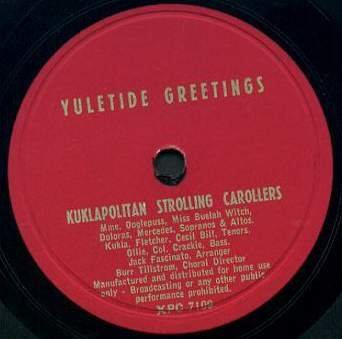 YULETIDE GREETINGS
KUKLAPOLITAN STROLLING CAROLLERS
Mme. Ooglepuss, Miss Buelah Witch,
Doloras, Mercedes, Sopranos & Altos.
Kukla, Fletcher, Cecil Bill, Tenors.
Ollie, Col. Crackie, Bass.
Jack Fascinato, Arranger
Burr Tillstrom, Choral Director
Manufactured and distributed for home use
only - Broadcasting or any other public
performance prohibited.